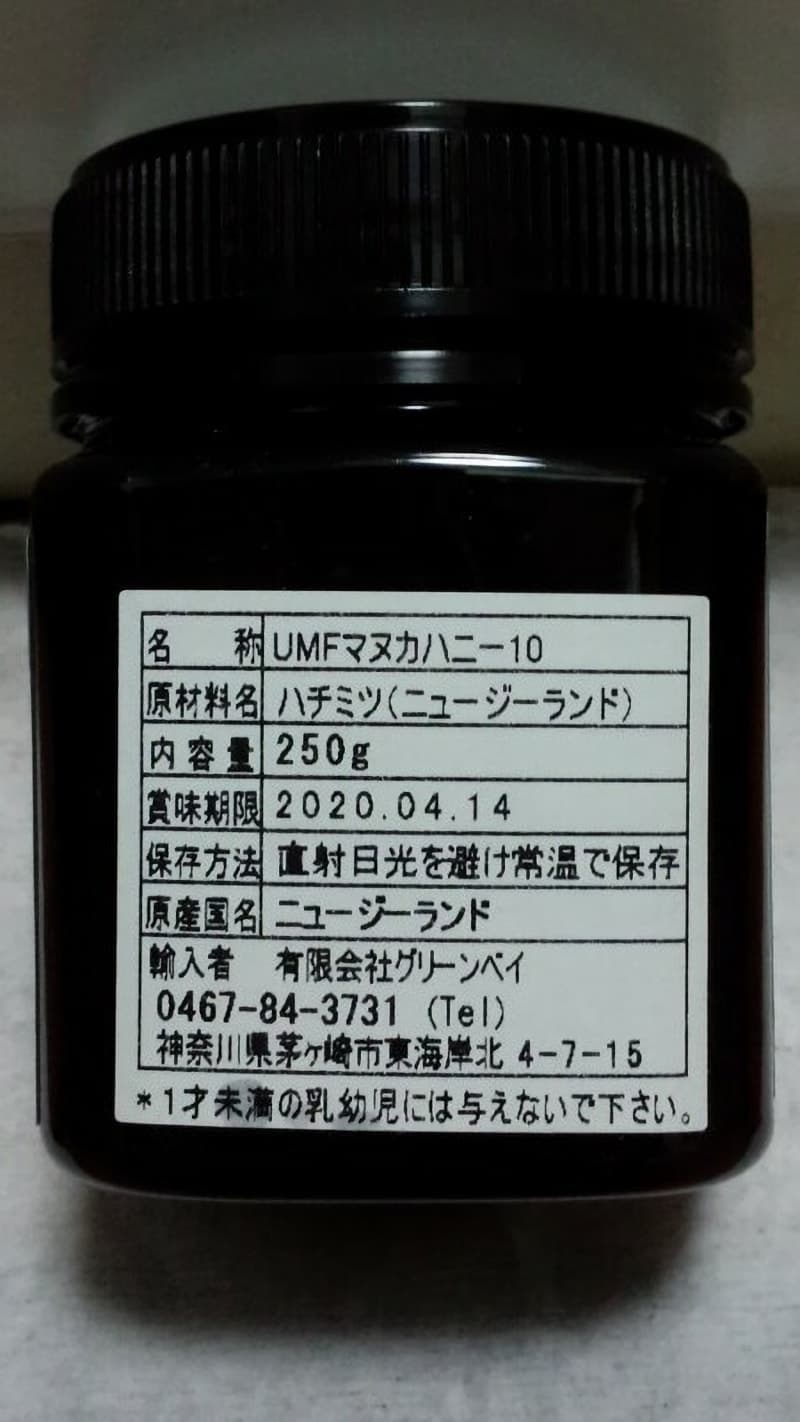 名 称 UMFマヌカハニー10
原材料名 ハチミツ(ニュージーランド)
内容量 250g
賞味期限 2020.04.14
保存方法 直射日光を避け常温で保存
原産国名 ニュージーランド
輸入者 有限会社グリーンベイ
0467-84-3731 (Tel)
神奈川県茅ヶ崎市東海岸北 4-7-15
*1才未満の乳幼児には与えないで下さい。